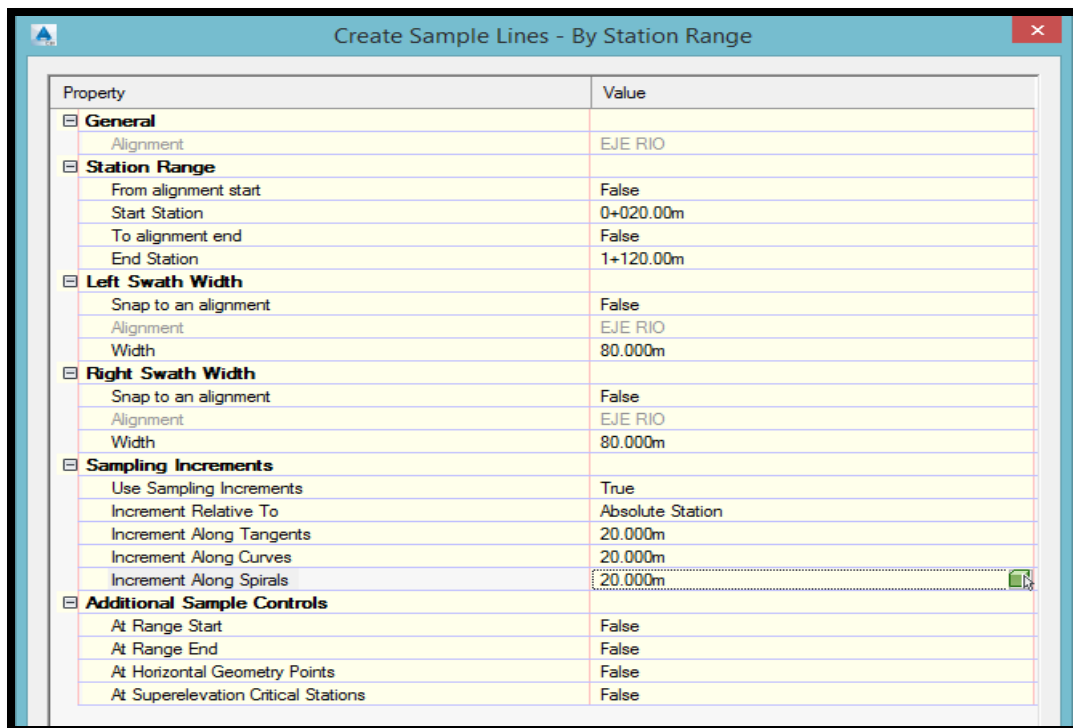 Create Sample Lines - By Station Range
Property Value
General
Alignment EJE RIO
Station Range
From alignment start False
Start Station 0+020.00m
To alignment end False
End Station 1+120.00m
Left Swath Width
Snap to an alignment False
Alignment EJE RIO
Width 80.000m
Right Swath Width
Snap to an alignment False
Alignment EJE RIO
Width 80.000m
Sampling Increments
Use Sampling Increments True
Increment Relative To Absolute Station
Increment Along Tangents 20.000m
Increment Along Curves 20.000m
Increment Along Spirals 20.000m
Additional Sample Controls
At Range Start False
At Range End False
At Horizontal Geometry Points False
At Superelevation Critical Stations False